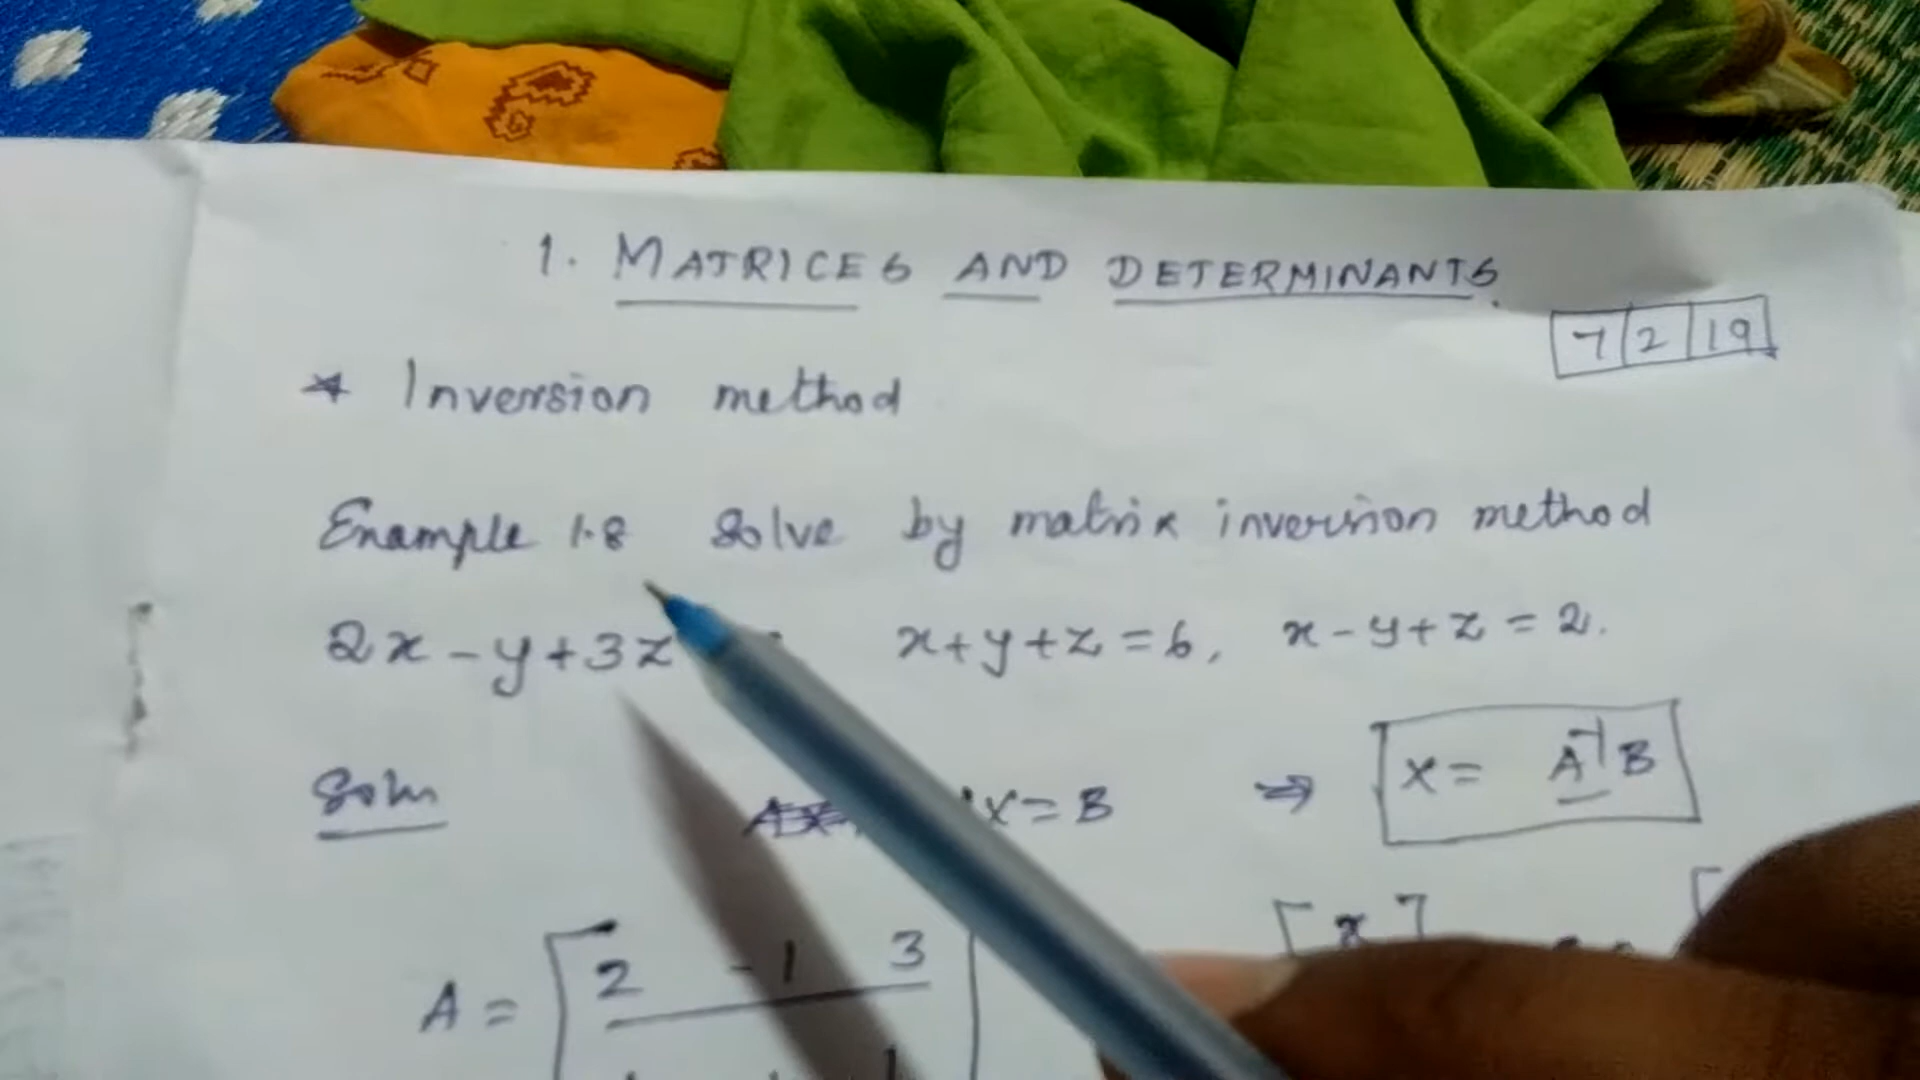 1. MATRICES AND DETERMINANTS.
7 2 19
* Inversion method
Example 1.8 Solve by matrix inversion method
2x - y + 3z x + y + z = 6, x - y + z = 2.
Soln X = B ⇒ X = A⁻¹B
A = [ 2 -1 3 [ x ]
1